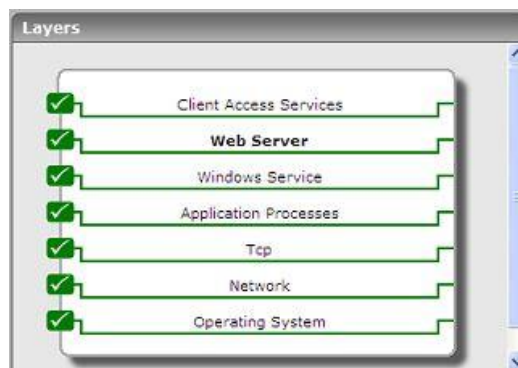 Layers
Client Access Services
Web Server
Windows Service
Application Processes
Tcp
Network
Operating System